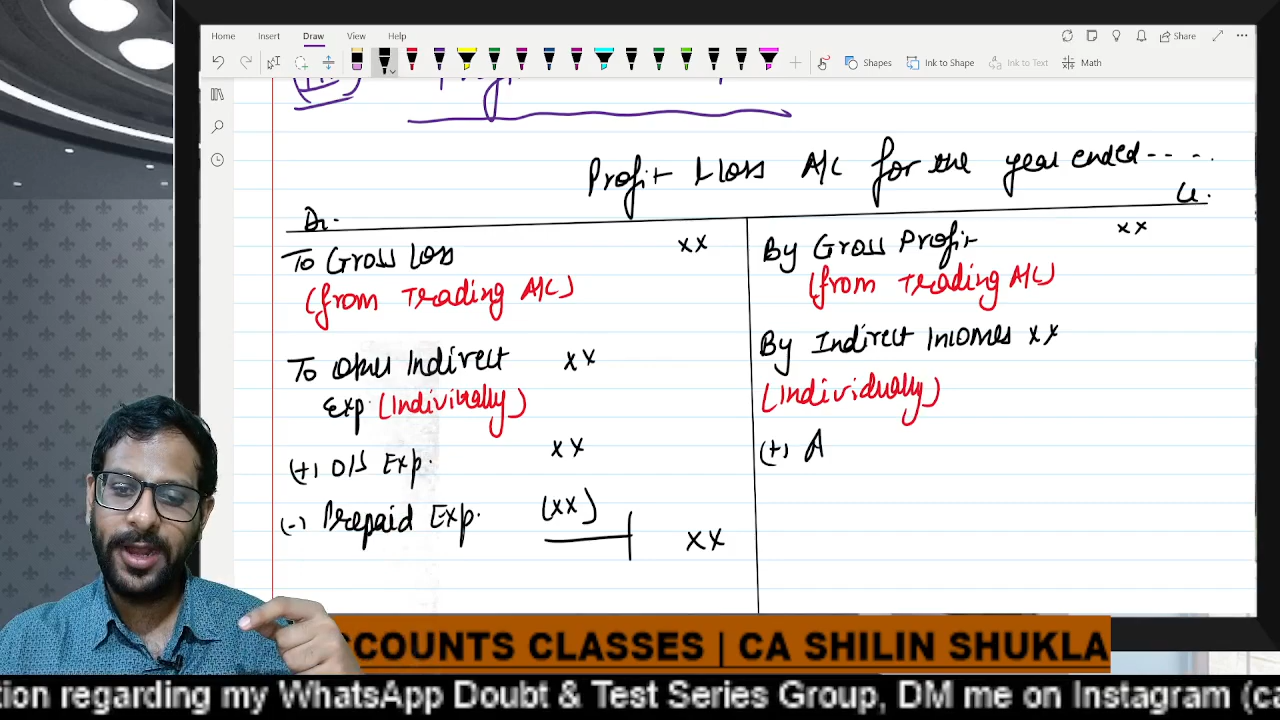 Home Insert Draw View Help
Share
Shapes Ink to Shape Ink to Text Math
Profit & Loss A/c for the year ended-- -.
Dr. Cr.
To Gross Loss xx
(from Trading A/c)
To Other Indirect xx
Exp. (Indivirally)
(+) O/S Exp. xx
(-) Prepaid Exp. (xx)
xx
By Gross Profit xx
(from Trading A/c)
By Indirect Incomes xx
(Individually)
(+) A
CCOUNTS CLASSES | CA SHILIN SHUKLA
tion regarding my WhatsApp Doubt & Test Series Group, DM me on Instagram (ca